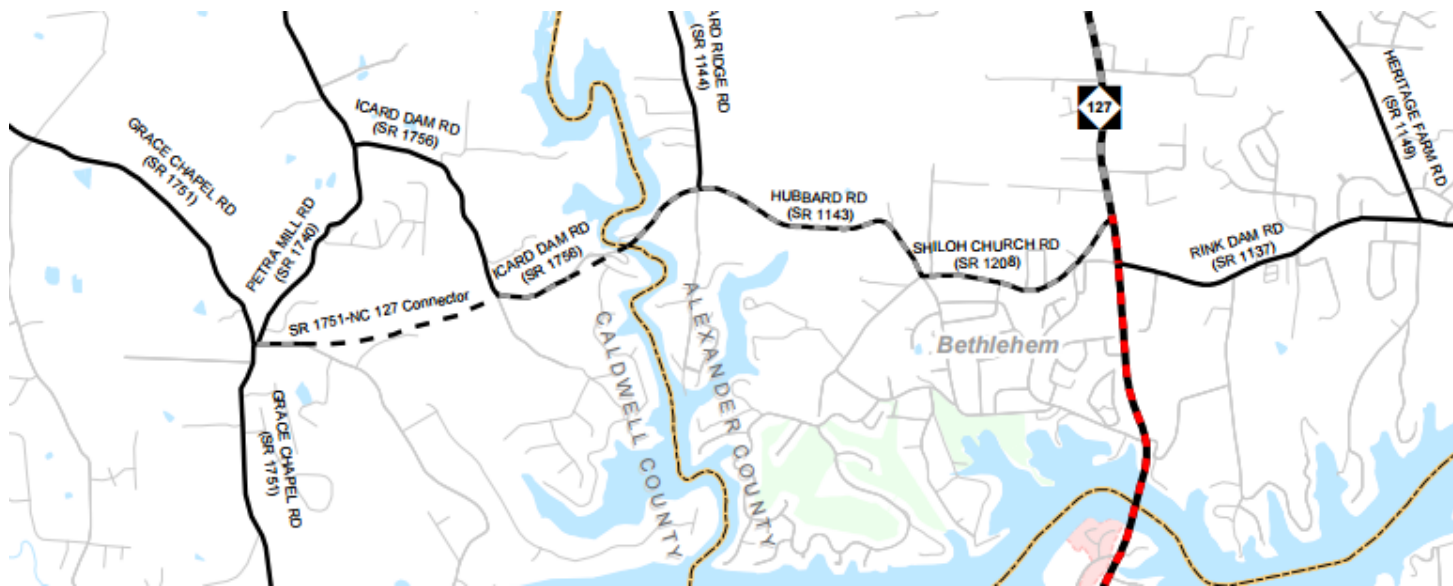 ARD RIDGE RD
(SR 1144)
127
HERITAGE FARM RD
(SR 1149)
ICARD DAM RD
(SR 1756)
GRACE CHAPEL RD
(SR 1751)
PETRA MILL RD
(SR 1740)
HUBBARD RD
(SR 1143)
ICARD DAM RD
(SR 1756)
SHILOH CHURCH RD
(SR 1208)
RINK DAM RD
(SR 1137)
SR 1751-NC 127 Connector
Bethlehem
CALDWELL COUNTY
ALEXANDER COUNTY
GRACE CHAPEL RD
(SR 1751)